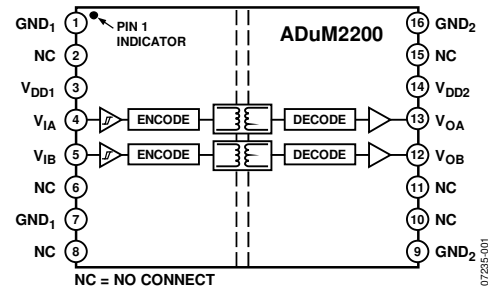 GND1 1 PIN 1 INDICATOR ADuM2200 16 GND2
NC 2 15 NC
VDD1 3 14 VDD2
VIA 4 ENCODE DECODE 13 VOA
VIB 5 ENCODE DECODE 12 VOB
NC 6 11 NC
GND1 7 10 NC
NC 8 9 GND2
NC = NO CONNECT
07235-001